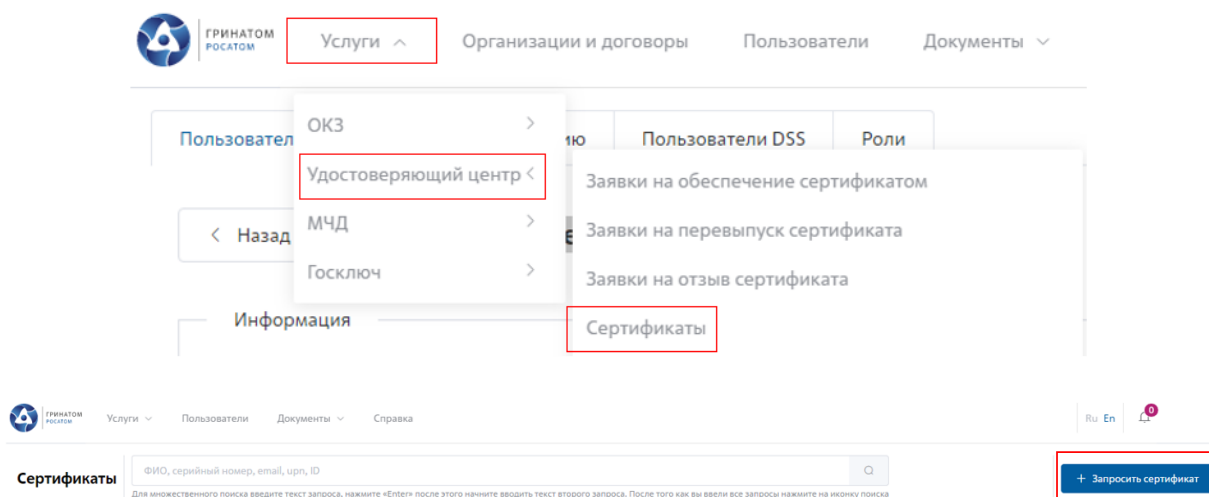 ГРИНАТОМ
РОСАТОМ
Услуги Организации и договоры Пользователи Документы
Пользовател ию Пользователи DSS Роли
ОКЗ
Удостоверяющий центр
Заявки на обеспечение сертификатом
МЧД
Заявки на перевыпуск сертификата
Назад
Госключ
Заявки на отзыв сертификата
Информация
Сертификаты
ГРИНАТОМ
РОСАТОМ
Услуги Пользователи Документы Справка Ru En 0
Сертификаты ФИО, серийный номер, email, upn, ID + Запросить сертификат
Для множественного поиска введите текст запроса, нажмите «Enter» после этого начните вводить текст второго запроса. После того как вы ввели все запросы нажмите на иконку поиска